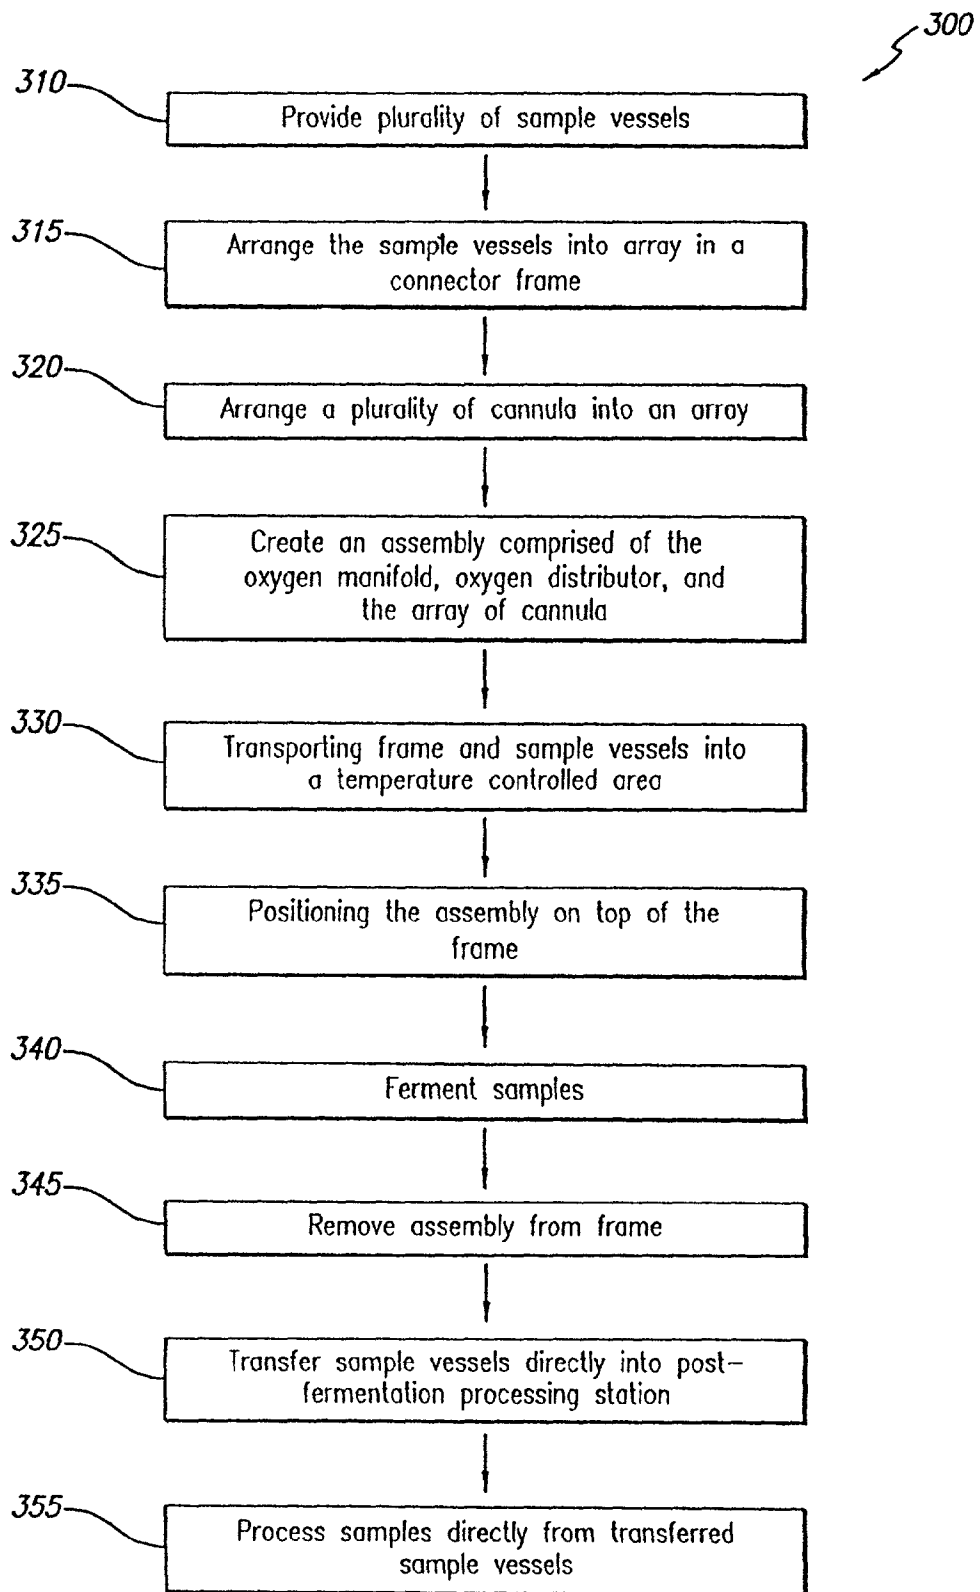 300
310
Provide plurality of sample vessels
315
Arrange the sample vessels into array in a
connector frame
320
Arrange a plurality of cannula into an array
325
Create an assembly comprised of the
oxygen manifold, oxygen distributor, and
the array of cannula
330
Transporting frame and sample vessels into
a temperature controlled area
335
Positioning the assembly on top of the
frame
340
Ferment samples
345
Remove assembly from frame
350
Transfer sample vessels directly into post-
fermentation processing station
355
Process samples directly from transferred
sample vessels